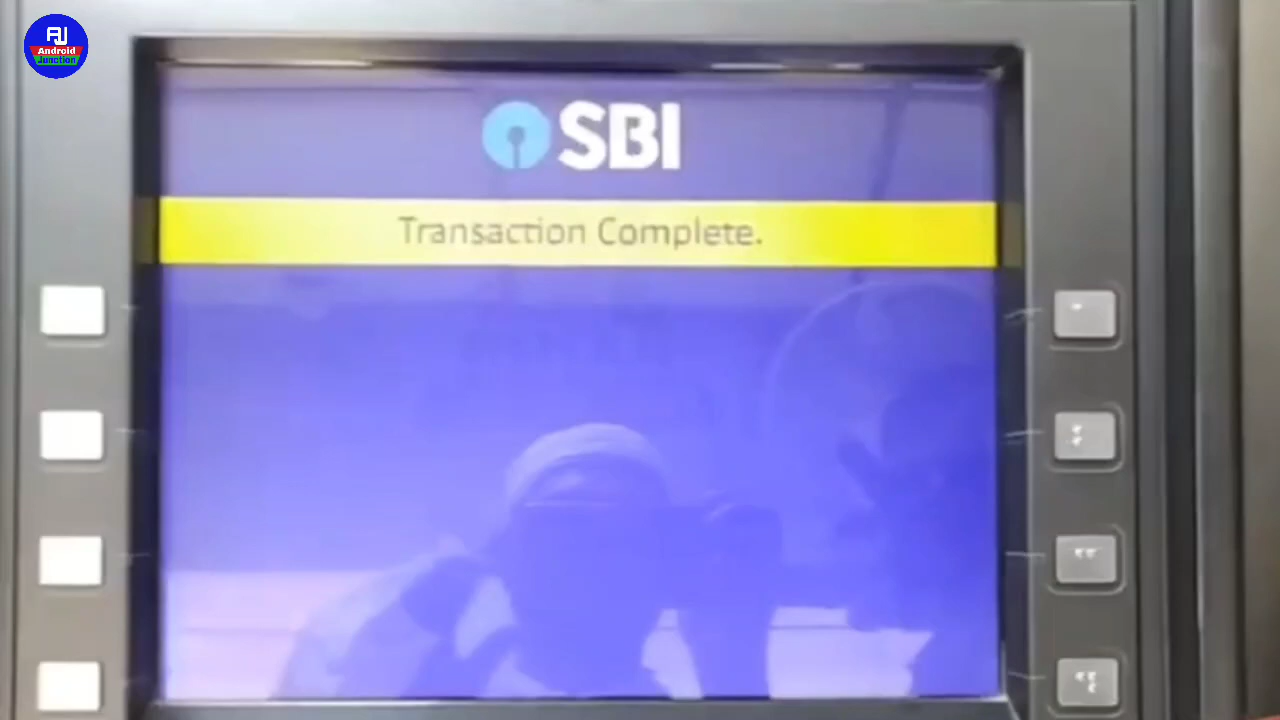 AJ
Android
Junction
SBI
Transaction Complete.